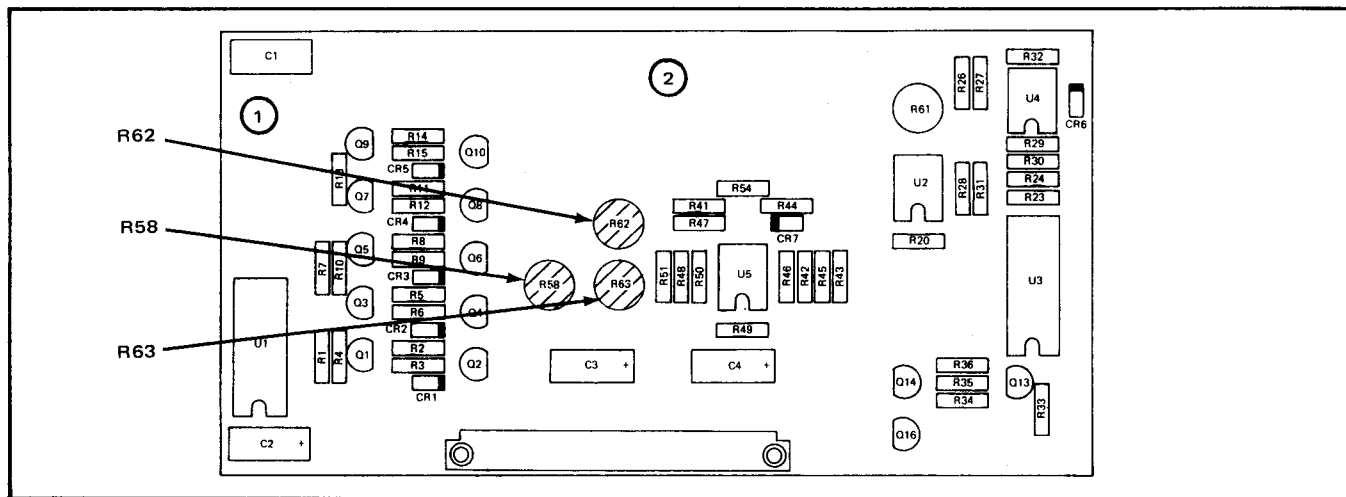 C1
1
2
R32
R26
R27
U4
CR6
R61
R62
Q9
R14
R15
Q10
CR5
R13
R11
R29
R30
R24
R23
Q7
R12
Q8
R54
R41
R44
R47
CR7
U2
R28
R31
R58
CR4
R62
R8
R20
Q5
R9
Q6
R7
R10
CR3
R58
R63
R51
R48
R50
U5
R46
R42
R45
R43
U3
R5
Q3
R6
Q4
CR2
R49
R63
U1
R1
R4
Q1
R2
R3
Q2
CR1
C3
+
C4
+
R36
Q14
R35
Q13
R34
R33
C2
+
Q16